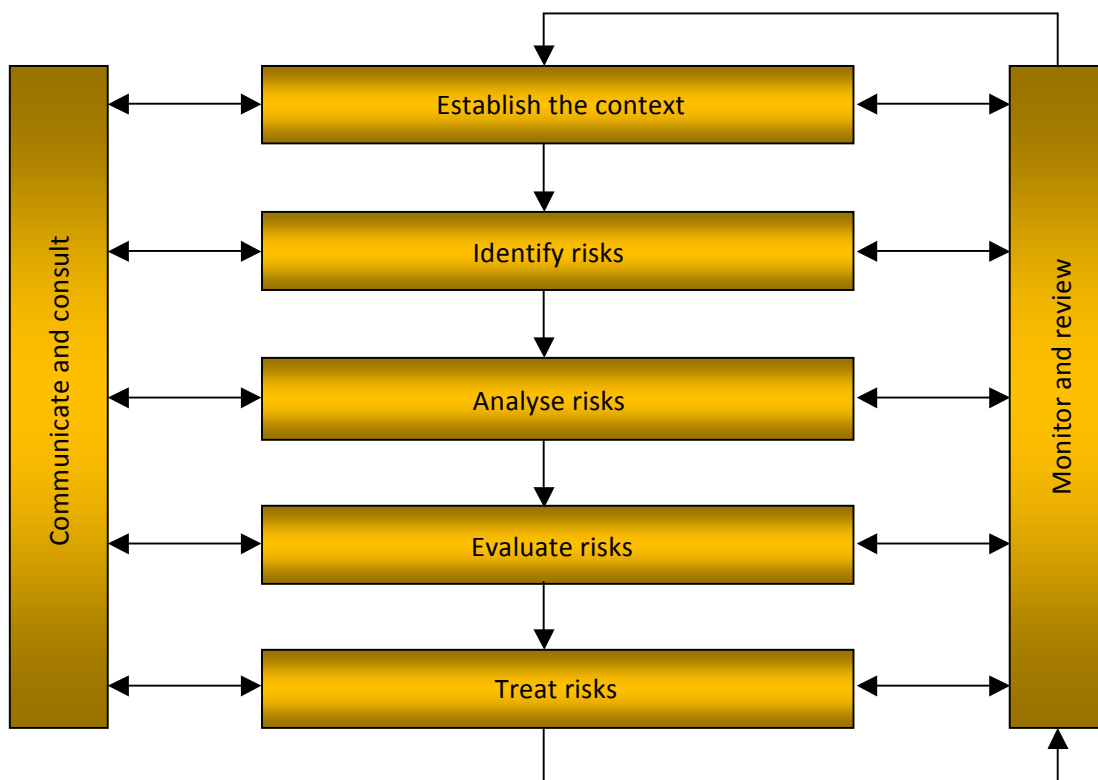 Establish the context
Communicate and consult
Identify risks
Monitor and review
Analyse risks
Evaluate risks
Treat risks